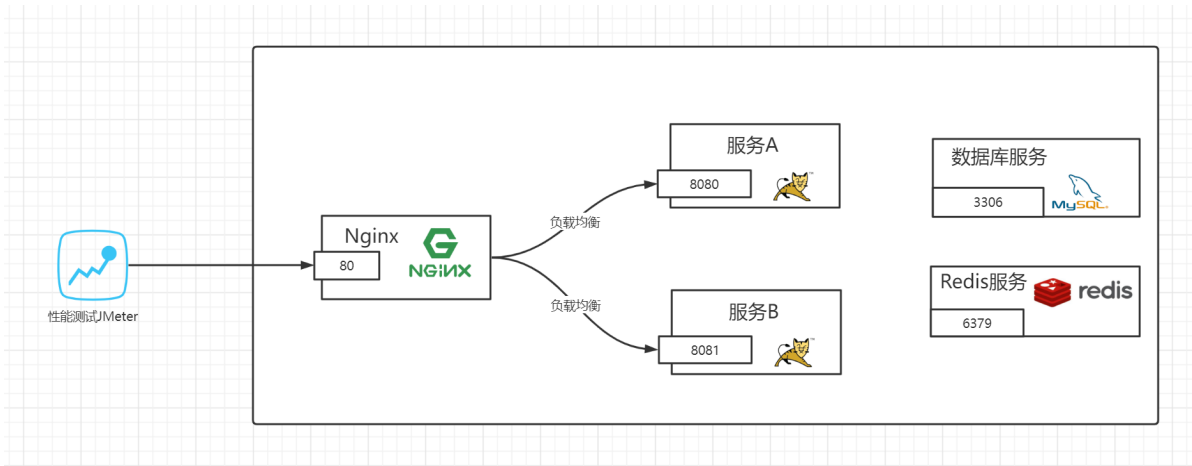 服务A
8080
数据库服务
3306
MySQL
负载均衡
Nginx
80
NGINX
性能测试JMeter
Redis服务
redis
6379
负载均衡
服务B
8081